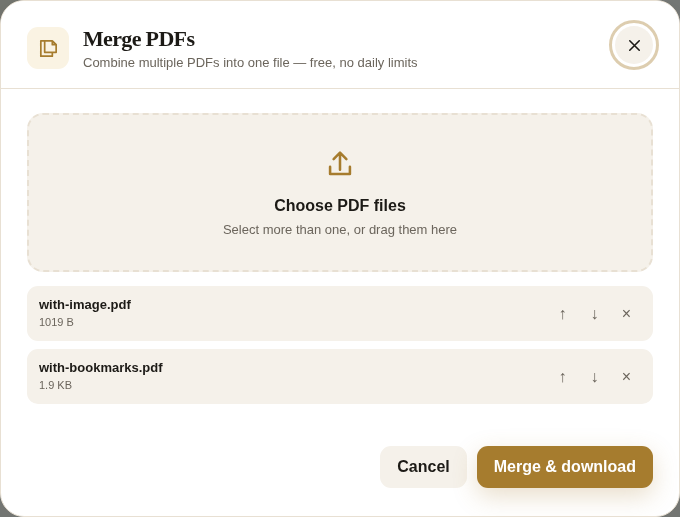 Merge PDFs
Combine multiple PDFs into one file — free, no daily limits
Choose PDF files
Select more than one, or drag them here
with-image.pdf
1019 B
↑ ↓ ×
with-bookmarks.pdf
1.9 KB
↑ ↓ ×
Cancel
Merge & download